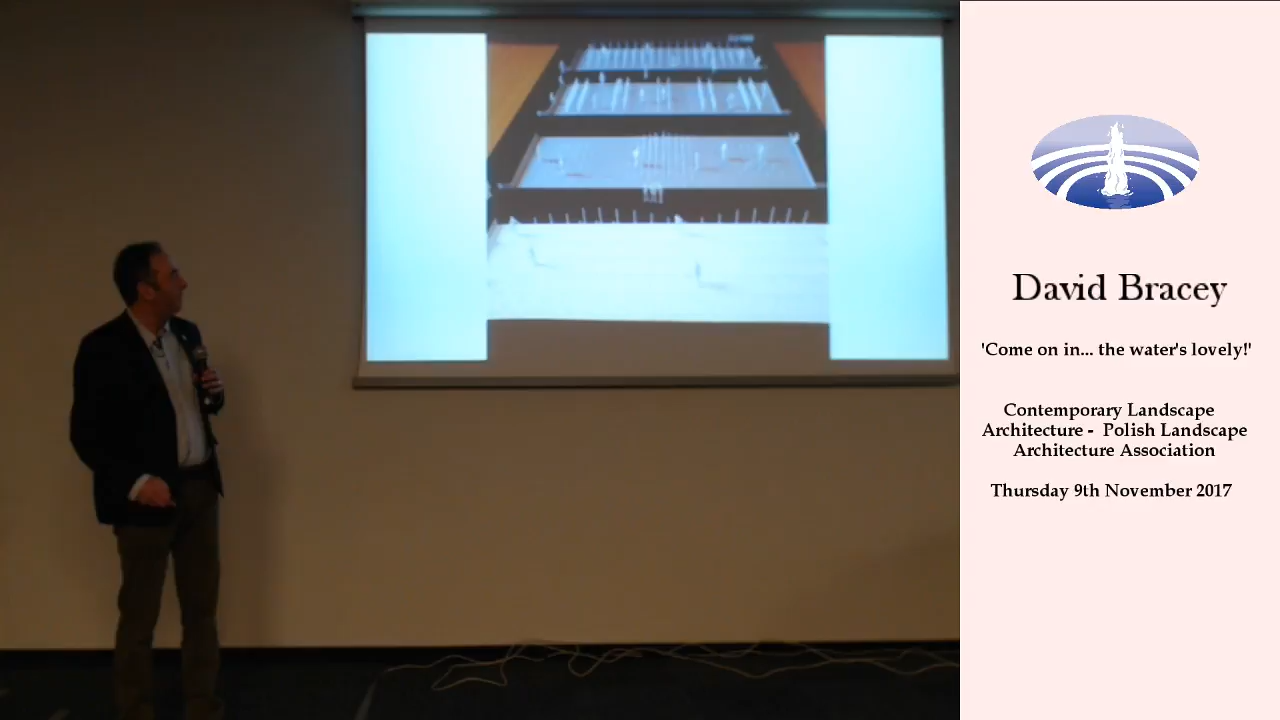 David Bracey
'Come on in... the water's lovely!'
Contemporary Landscape
Architecture - Polish Landscape
Architecture Association
Thursday 9th November 2017